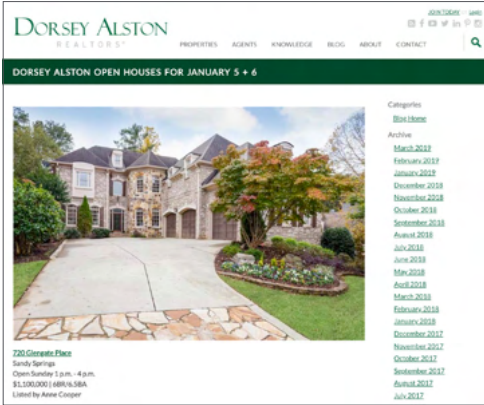 JOIN TODAY Login
DORSEY ALSTON
REALTORS
PROPERTIES AGENTS KNOWLEDGE BLOG ABOUT CONTACT
DORSEY ALSTON OPEN HOUSES FOR JANUARY 5 + 6
720 Glengate Place
Sandy Springs
Open Sunday 1 p.m. - 4 p.m.
$1,100,000 | 6BR/6.5BA
Listed by Anne Cooper
Categories
Blog Home
Archive
March 2019
February 2019
January 2019
December 2018
November 2018
October 2018
September 2018
August 2018
July 2018
June 2018
May 2018
April 2018
March 2018
February 2018
January 2018
December 2017
November 2017
October 2017
September 2017
August 2017
July 2017